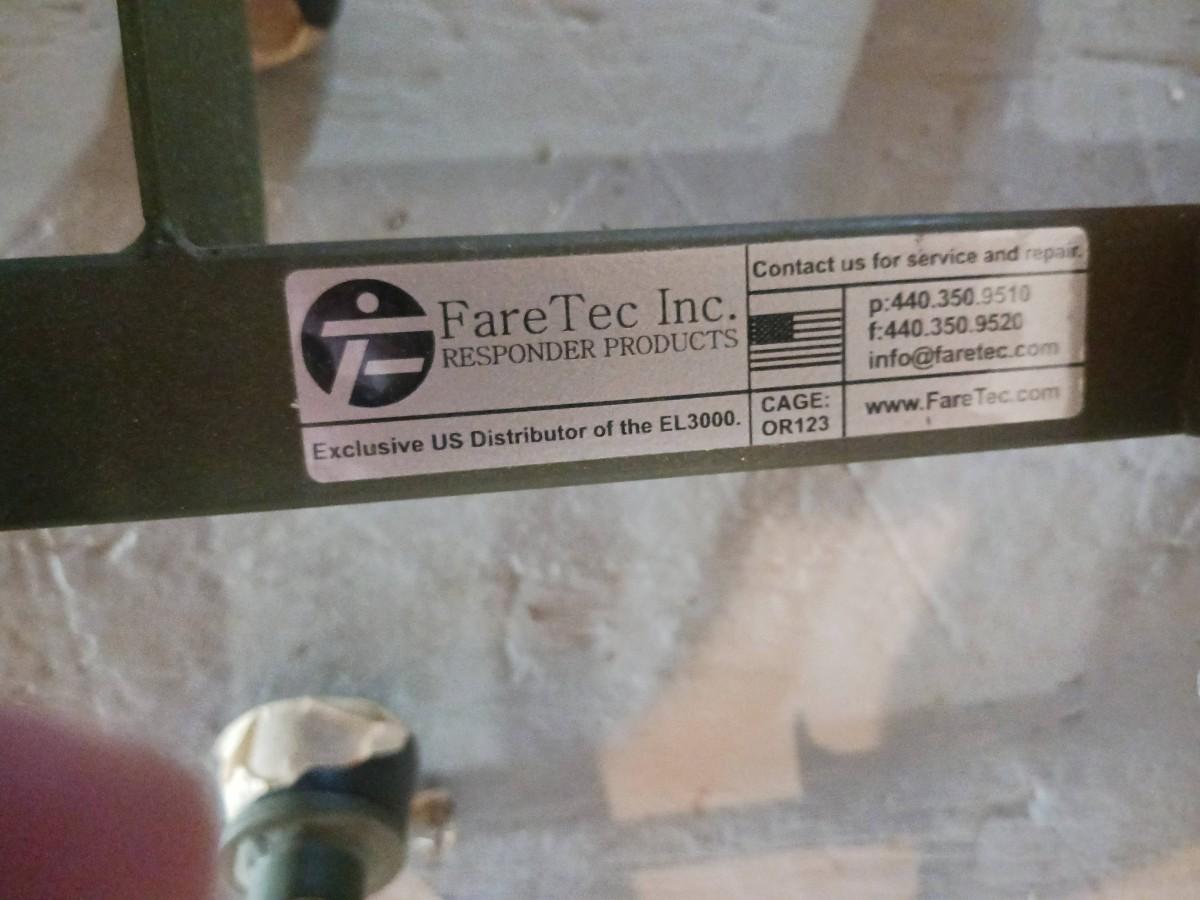 FareTec Inc.
RESPONDER PRODUCTS
Exclusive US Distributor of the EL3000.
Contact us for service and repair.
p:440.350.9510
f:440.350.9520
info@faretec.com
CAGE:
OR123
www.FareTec.com